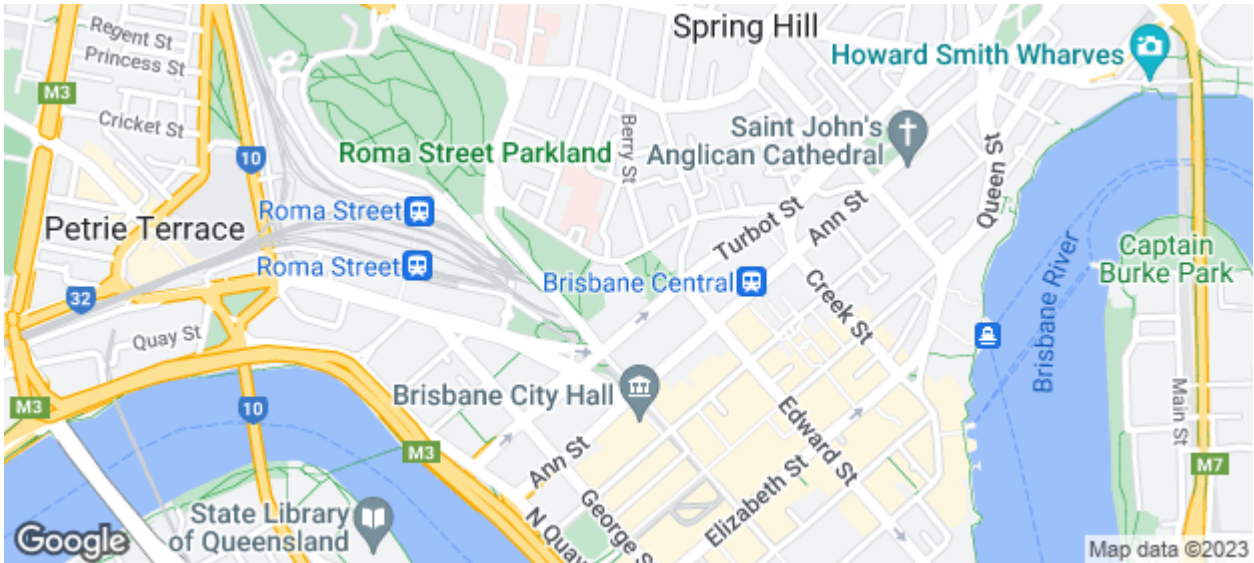 Regent St
Princess St
Spring Hill
Howard Smith Wharves
M3
Cricket St
10
Berry St
Saint John's
Anglican Cathedral
Queen St
Roma Street Parkland
Roma Street
Petrie Terrace
Turbot St
Ann St
Captain
Burke Park
Brisbane River
Roma Street
Brisbane Central
32
Quay St
Creek St
M3
10
Brisbane City Hall
Main St
Edward St
M3
Ann St
M7
Elizabeth St
George S
N Quay
State Library
of Queensland
Google
Map data ©2023